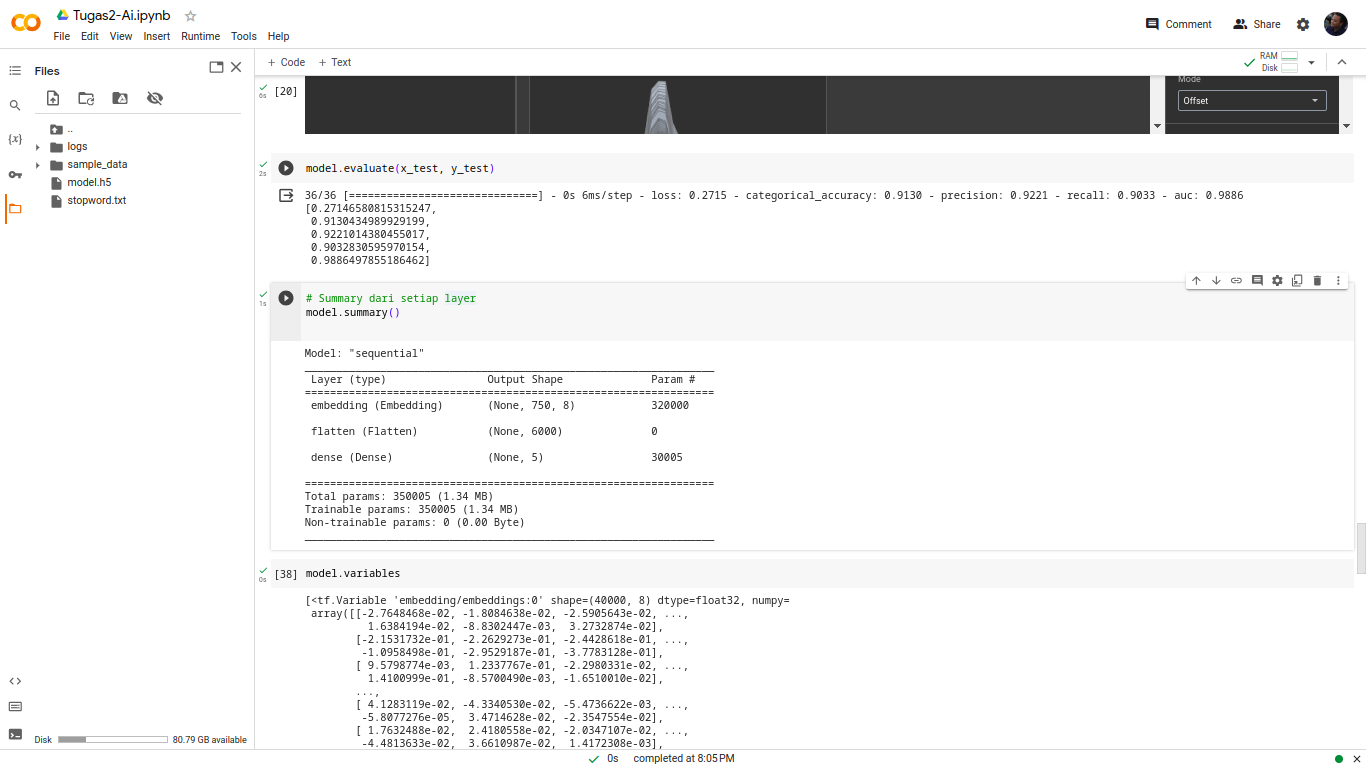 Tugas2-Ai.ipynb
File Edit View Insert Runtime Tools Help
Comment Share
Files
+ Code + Text
RAM
Disk
..
logs
sample_data
model.h5
stopword.txt
{x}
6s
[20]
Mode
Offset
2s
model.evaluate(x_test, y_test)
36/36 [==============================] - 0s 6ms/step - loss: 0.2715 - categorical_accuracy: 0.9130 - precision: 0.9221 - recall: 0.9033 - auc: 0.9886
[0.27146580815315247,
0.9130434989929199,
0.9221014380455017,
0.9032830595970154,
0.9886497855186462]
1s
# Summary dari setiap layer
model.summary()
Model: "sequential"
_________________________________________________________________
Layer (type) Output Shape Param #
=================================================================
embedding (Embedding) (None, 750, 8) 320000
flatten (Flatten) (None, 6000) 0
dense (Dense) (None, 5) 30005
=================================================================
Total params: 350005 (1.34 MB)
Trainable params: 350005 (1.34 MB)
Non-trainable params: 0 (0.00 Byte)
_________________________________________________________________
0s
[38] model.variables
[<tf.Variable 'embedding/embeddings:0' shape=(40000, 8) dtype=float32, numpy=
array([[-2.7648468e-02, -1.8084638e-02, -2.5905643e-02, ...,
1.6384194e-02, -8.8302447e-03, 3.2732874e-02],
[-2.1531732e-01, -2.2629273e-01, -2.4428618e-01, ...,
-1.0958498e-01, -2.9529187e-01, -3.7783128e-01],
[ 9.5798774e-03, 1.2337767e-01, -2.2980331e-02, ...,
1.4100999e-01, -8.5700490e-03, -1.6510010e-02],
...,
[ 4.1283119e-02, -4.3340530e-02, -5.4736622e-03, ...,
-5.8077276e-05, 3.4714628e-02, -2.3547554e-02],
[ 1.7632488e-02, 2.4180558e-02, -2.0347107e-02, ...,
-4.4813633e-02, 3.6610987e-02, 1.4172308e-03],
Disk 80.79 GB available
0s completed at 8:05 PM